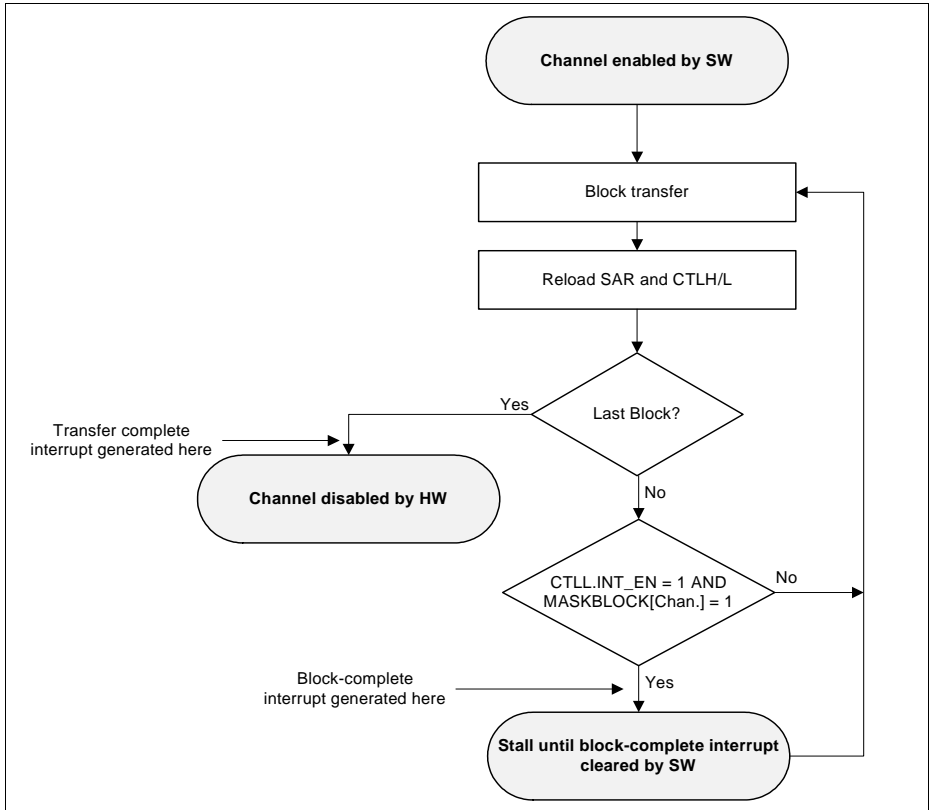 Channel enabled by SW
Block transfer
Reload SAR and CTLH/L
Last Block?
Yes
Transfer complete
interrupt generated here
Channel disabled by HW
No
CTLL.INT_EN = 1 AND
MASKBLOCK[Chan.] = 1
No
Block-complete
interrupt generated here
Yes
Stall until block-complete interrupt
cleared by SW